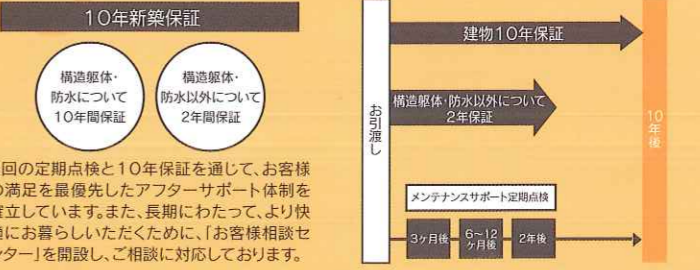 10年新築保証
構造躯体・
防水について
10年間保証
構造躯体・
防水以外について
2年間保証
回の定期点検と10年保証を通じて、お客様
の満足を最優先したアフターサポート体制を
確立しています。また、長期にわたって、より快
適にお暮らしいただくために、「お客様相談セ
ンター」を開設し、ご相談に対応しております。
お引渡し
建物10年保証
構造躯体・防水以外について
2年保証
メンテナンスサポート定期点検
3ヶ月後
6〜12
ヶ月後
2年後
10年後